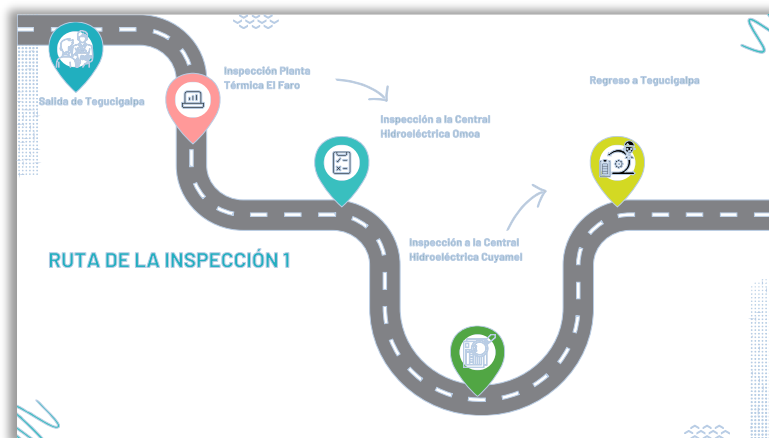 Salida de Tegucigalpa
Inspección Planta
Térmica El Faro
Inspección a la Central
Hidroeléctrica Omoa
Inspección a la Central
Hidroeléctrica Cuyamel
Regreso a Tegucigalpa
RUTA DE LA INSPECCIÓN 1